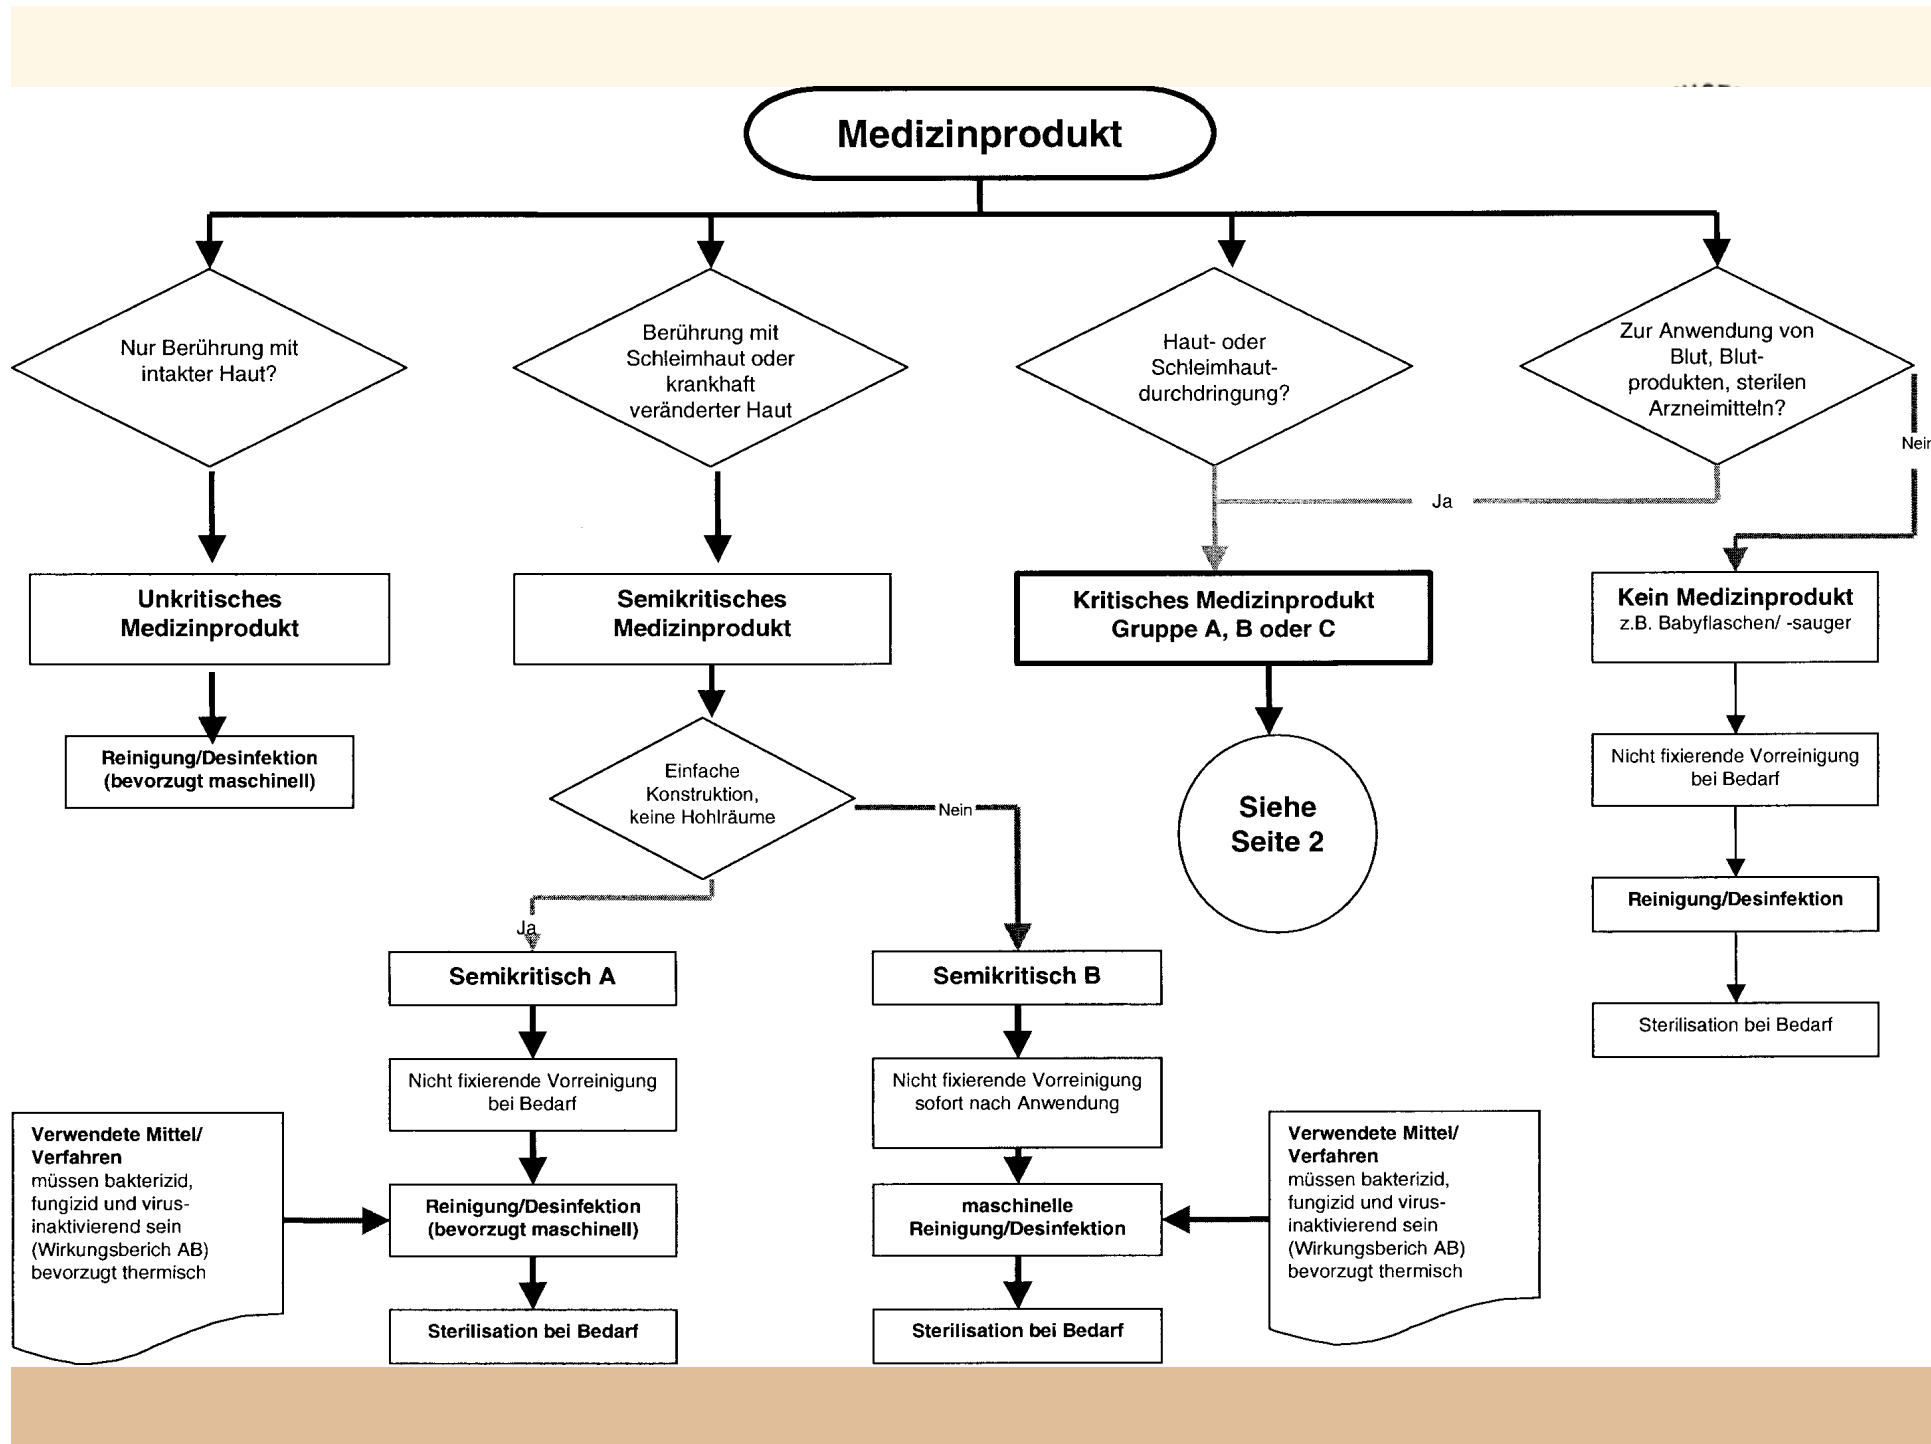 Medizinprodukt
Nur Berührung mit
intakter Haut?
Berührung mit
Schleimhaut oder
krankhaft
veränderter Haut
Haut- oder
Schleimhaut-
durchdringung?
Zur Anwendung von
Blut, Blut-
produkten, sterilen
Arzneimitteln?
Nein
Ja
Unkritisches
Medizinprodukt
Semikritisches
Medizinprodukt
Kritisches Medizinprodukt
Gruppe A, B oder C
Kein Medizinprodukt
z.B. Babyflaschen/ -sauger
Reinigung/Desinfektion
(bevorzugt maschinell)
Einfache
Konstruktion,
keine Hohlräume
Nein
Siehe
Seite 2
Nicht fixierende Vorreinigung
bei Bedarf
Reinigung/Desinfektion
Sterilisation bei Bedarf
Ja
Semikritisch A
Semikritisch B
Nicht fixierende Vorreinigung
bei Bedarf
Nicht fixierende Vorreinigung
sofort nach Anwendung
Verwendete Mittel/
Verfahren
müssen bakterizid,
fungizid und virus-
inaktivierend sein
(Wirkungsberich AB)
bevorzugt thermisch
Reinigung/Desinfektion
(bevorzugt maschinell)
maschinelle
Reinigung/Desinfektion
Verwendete Mittel/
Verfahren
müssen bakterizid,
fungizid und virus-
inaktivierend sein
(Wirkungsberich AB)
bevorzugt thermisch
Sterilisation bei Bedarf
Sterilisation bei Bedarf